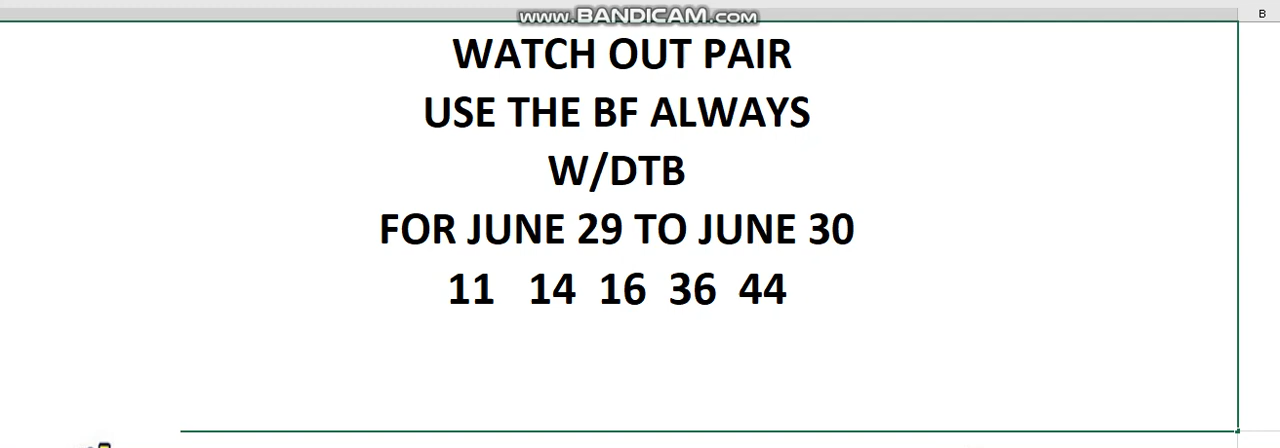 www.BANDICAM.com
B
WATCH OUT PAIR
USE THE BF ALWAYS
W/DTB
FOR JUNE 29 TO JUNE 30
11 14 16 36 44